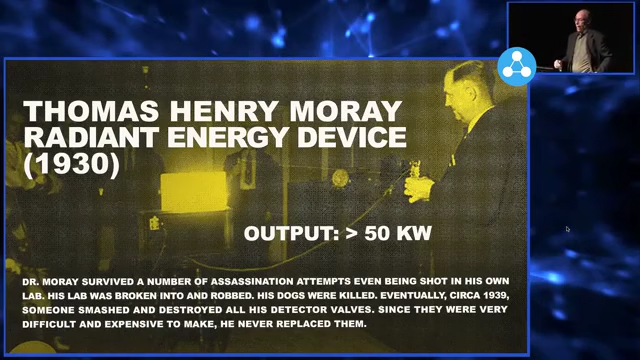 THOMAS HENRY MORAY
RADIANT ENERGY DEVICE
(1930)
OUTPUT: > 50 KW
DR. MORAY SURVIVED A NUMBER OF ASSASSINATION ATTEMPTS EVEN BEING SHOT IN HIS OWN
LAB. HIS LAB WAS BROKEN INTO AND ROBBED. HIS DOGS WERE KILLED. EVENTUALLY, CIRCA 1939,
SOMEONE SMASHED AND DESTROYED ALL HIS DETECTOR VALVES. SINCE THEY WERE VERY
DIFFICULT AND EXPENSIVE TO MAKE, HE NEVER REPLACED THEM.